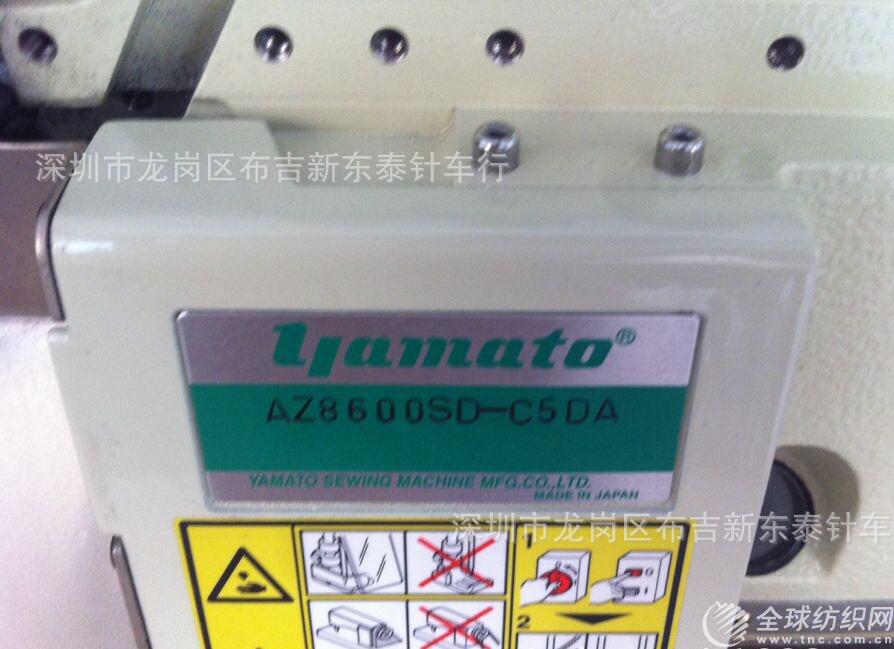 深圳市龙岗区布吉新东泰针车行
yamato®
AZ8600SD-C5DA
YAMATO SEWING MACHINE MFG.CO.,LTD.
MADE IN JAPAN
深圳市龙岗区布吉新东泰针车
1
2
全球纺织网
www.tnc.com.cn